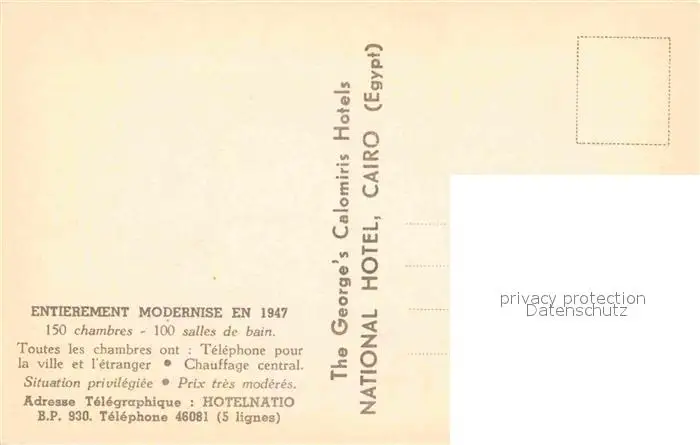 ENTIEREMENT MODERNISE EN 1947
150 chambres - 100 salles de bain.
Toutes les chambres ont : Téléphone pour
la ville et l'étranger • Chauffage central.
Situation privilégiée • Prix très modérés.
Adresse Télégraphique : HOTELNATIO
B.P. 930. Téléphone 46081 (5 lignes)
The George's Calomiris Hotels
NATIONAL HOTEL, CAIRO (Egypt)
privacy protection
Datenschutz